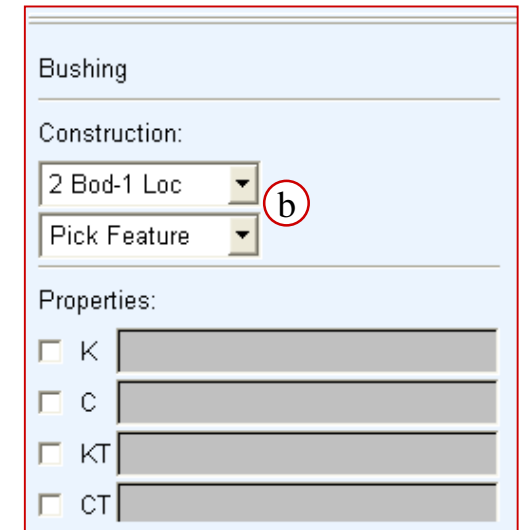 Bushing
Construction:
2 Bod-1 Loc
b
Pick Feature
Properties:
K
C
KT
CT